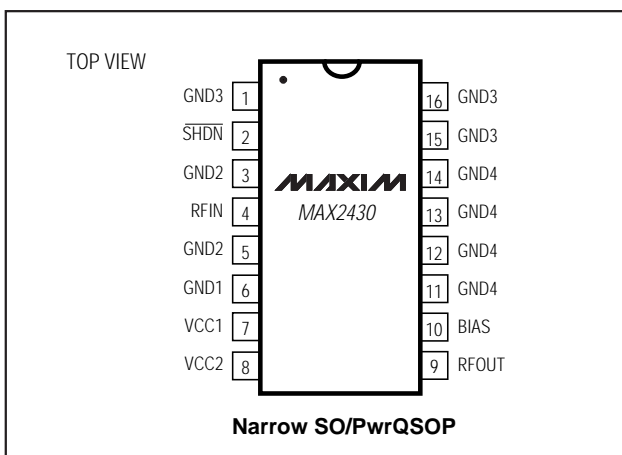 TOP VIEW
GND3 1
SHDN 2
GND2 3
RFIN 4
GND2 5
GND1 6
VCC1 7
VCC2 8
MAXIM
MAX2430
16 GND3
15 GND3
14 GND4
13 GND4
12 GND4
11 GND4
10 BIAS
9 RFOUT
Narrow SO/PwrQSOP